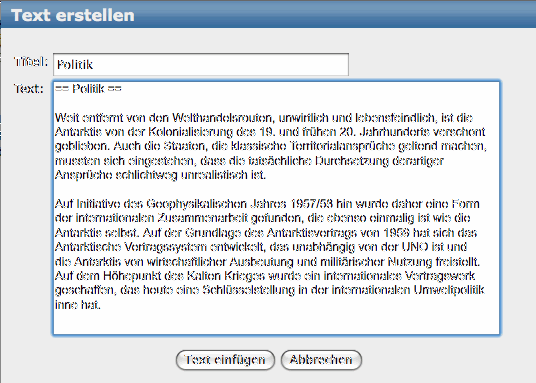 Text erstellen
Titel: Politik
Text: == Politik ==
Weit entfernt von den Welthandelsrouten, unwirtlich und lebensfeindlich, ist die
Antarktis von der Kolonialisierung des 19. und frühen 20. Jahrhunderts verschont
geblieben. Auch die Staaten, die klassische Territorialansprüche geltend machen,
mussten sich eingestehen, dass die tatsächliche Durchsetzung derartiger
Ansprüche schlichtweg unrealistisch ist.
Auf Initiative des Geophysikalischen Jahres 1957/58 hin wurde daher eine Form
der internationalen Zusammenarbeit gefunden, die ebenso einmalig ist wie die
Antarktis selbst. Auf der Grundlage des Antarktisvertrags von 1959 hat sich das
Antarktische Vertragssystem entwickelt, das unabhängig von der UNO ist und
die Antarktis von wirtschaftlicher Ausbeutung und militärischer Nutzung freistellt.
Auf dem Höhepunkt des Kalten Krieges wurde ein internationales Vertragswerk
geschaffen, das heute eine Schlüsselstellung in der internationalen Umweltpolitik
inne hat.
Text einfügen Abbrechen